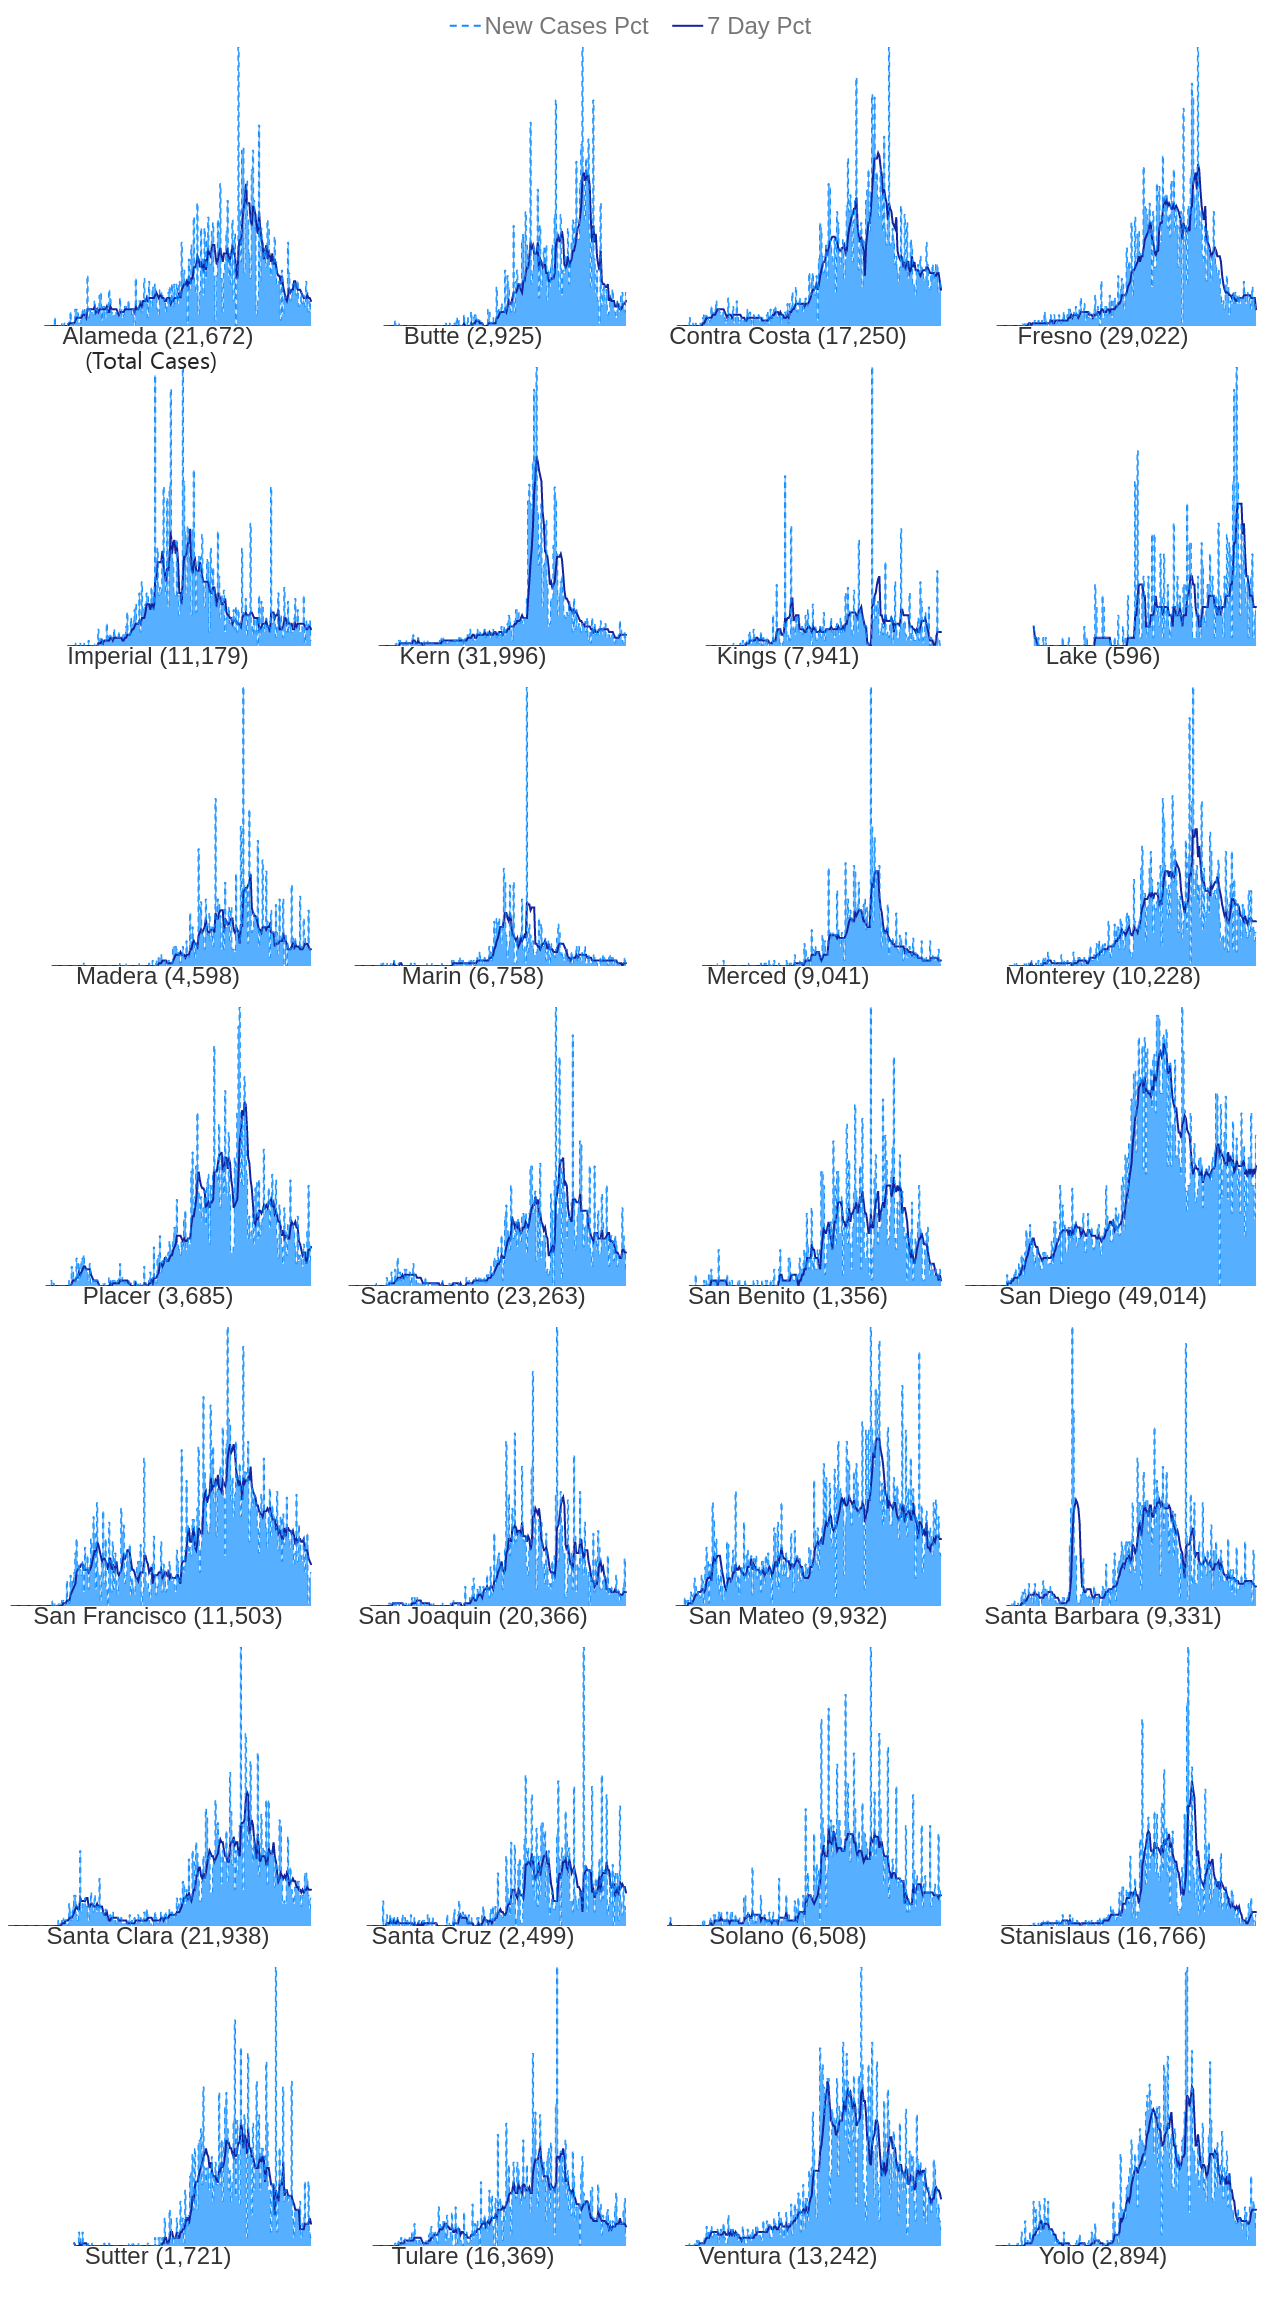 New Cases Pct 7 Day Pct
Alameda (21,672) Butte (2,925) Contra Costa (17,250) Fresno (29,022)
(Total Cases)
Imperial (11,179) Kern (31,996) Kings (7,941) Lake (596)
Madera (4,598) Marin (6,758) Merced (9,041) Monterey (10,228)
Placer (3,685) Sacramento (23,263) San Benito (1,356) San Diego (49,014)
San Francisco (11,503) San Joaquin (20,366) San Mateo (9,932) Santa Barbara (9,331)
Santa Clara (21,938) Santa Cruz (2,499) Solano (6,508) Stanislaus (16,766)
Sutter (1,721) Tulare (16,369) Ventura (13,242) Yolo (2,894)